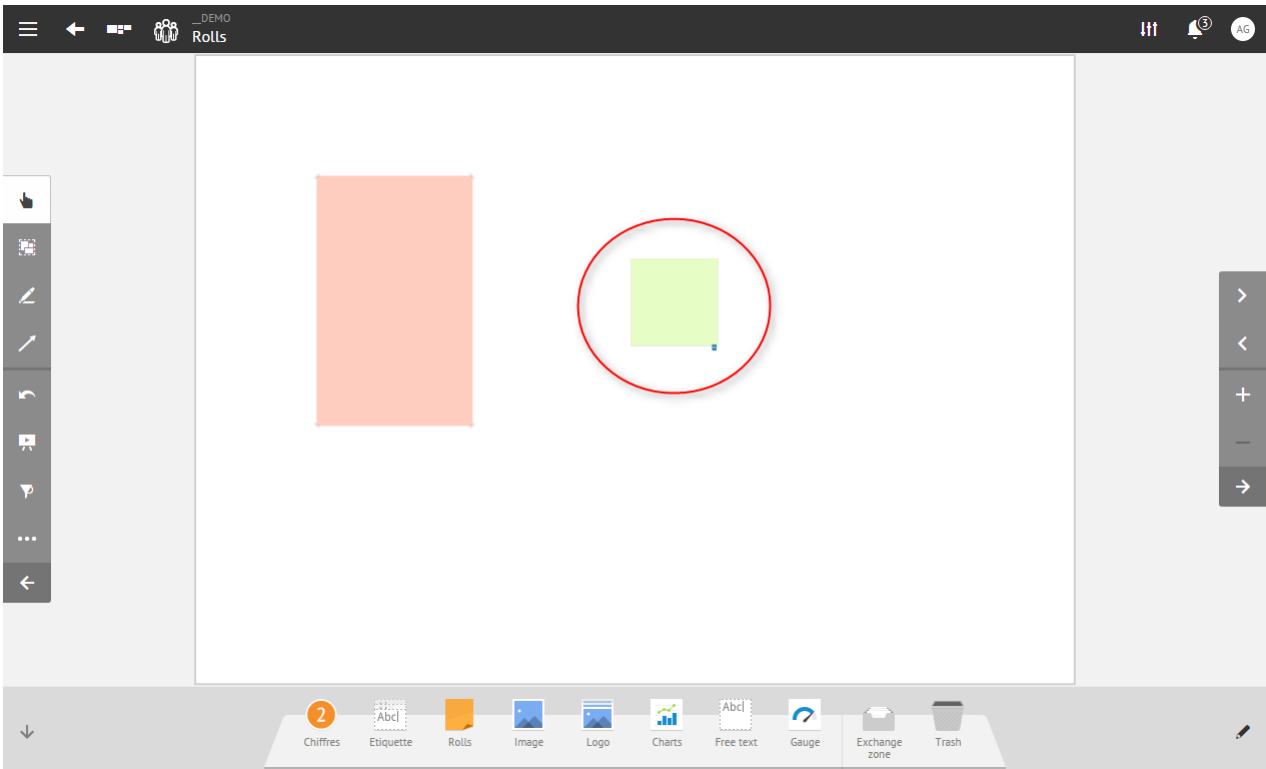 __DEMO
Rolls
3
AG
2
Abc
Abc
Chiffres
Etiquette
Rolls
Image
Logo
Charts
Free text
Gauge
Exchange
zone
Trash